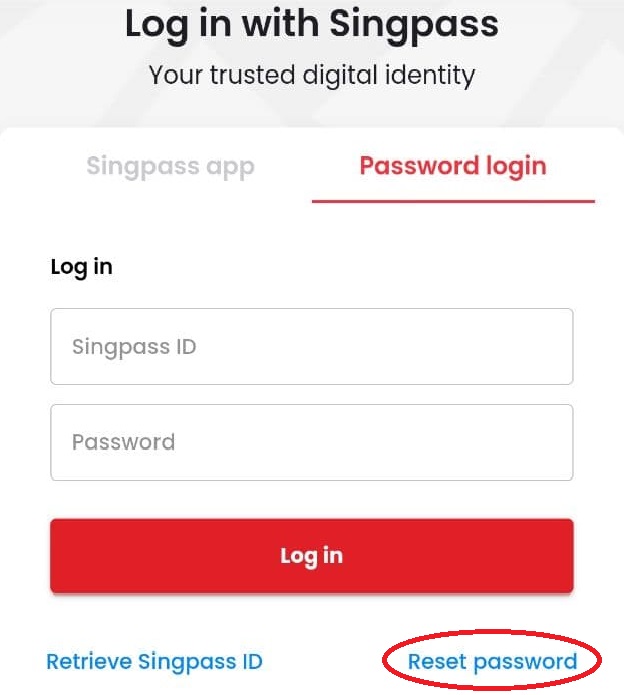 Log in with Singpass
Your trusted digital identity
Singpass app Password login
Log in
Singpass ID
Password
Log in
Retrieve Singpass ID Reset password